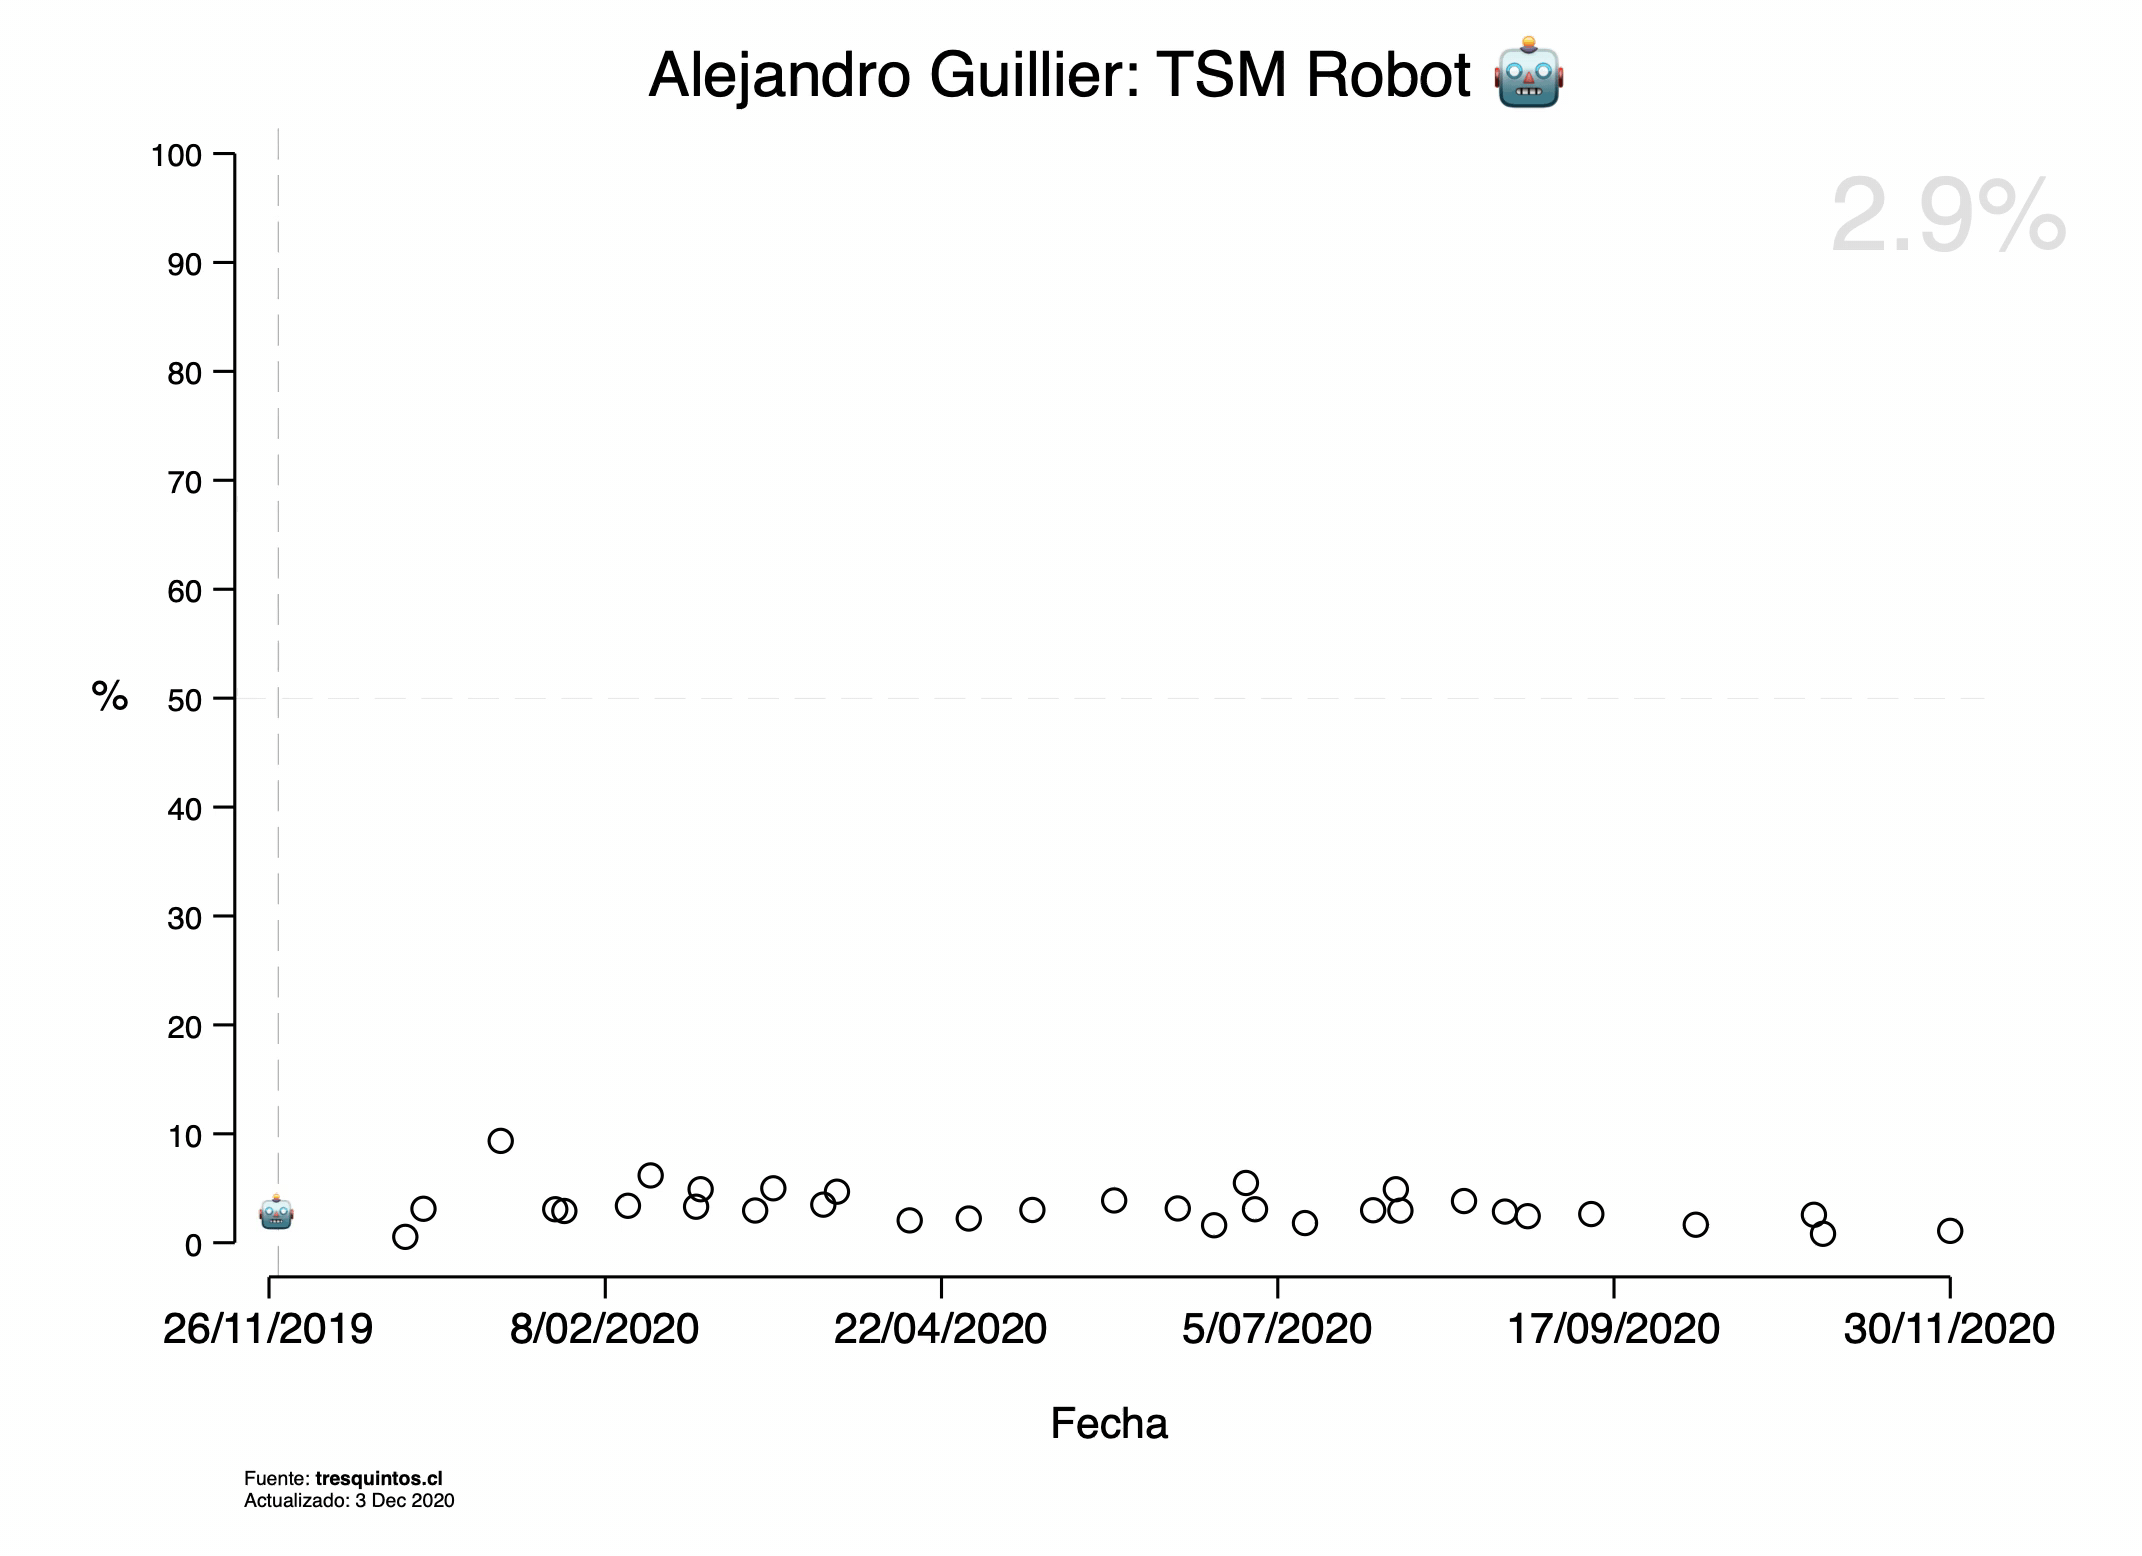 Alejandro Guillier: TSM Robot 🤖
2.9%
100
90
80
70
60
50
40
30
20
10
0
%
26/11/2019 8/02/2020 22/04/2020 5/07/2020 17/09/2020 30/11/2020
Fecha
Fuente: tresquintos.cl
Actualizado: 3 Dec 2020